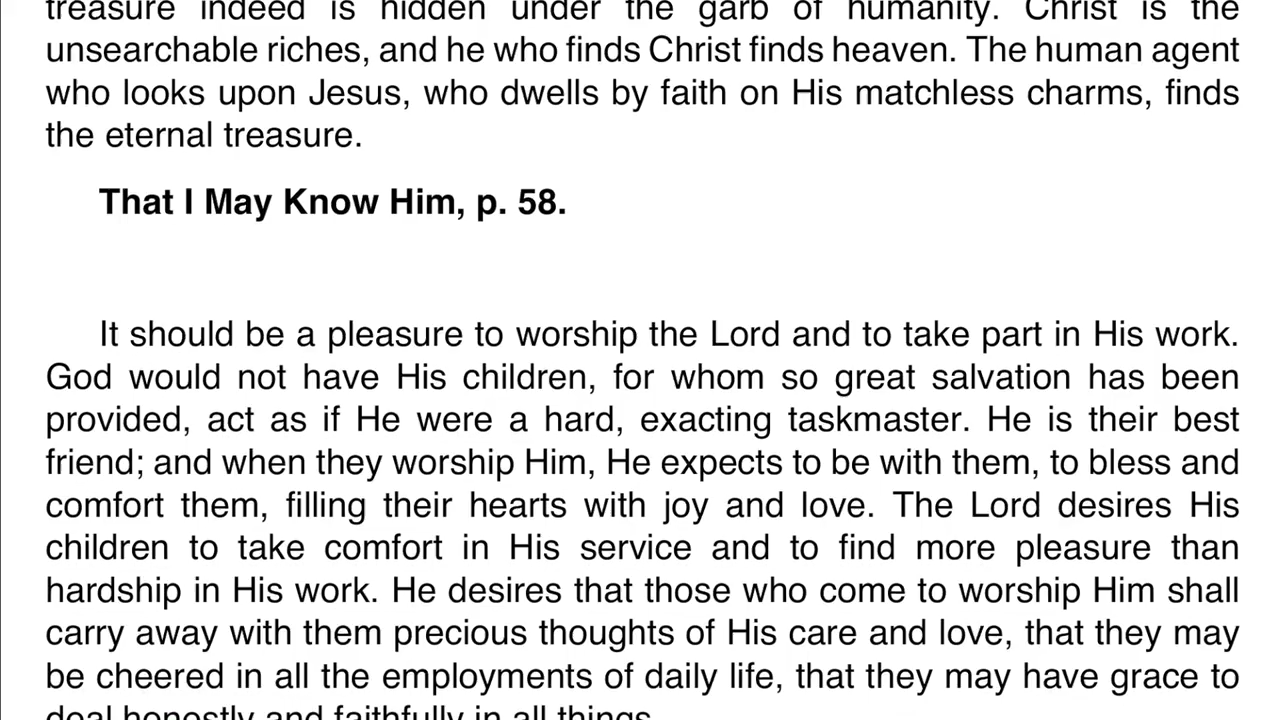 treasure indeed is hidden under the garb of humanity. Christ is the
unsearchable riches, and he who finds Christ finds heaven. The human agent
who looks upon Jesus, who dwells by faith on His matchless charms, finds
the eternal treasure.
That I May Know Him, p. 58.
It should be a pleasure to worship the Lord and to take part in His work.
God would not have His children, for whom so great salvation has been
provided, act as if He were a hard, exacting taskmaster. He is their best
friend; and when they worship Him, He expects to be with them, to bless and
comfort them, filling their hearts with joy and love. The Lord desires His
children to take comfort in His service and to find more pleasure than
hardship in His work. He desires that those who come to worship Him shall
carry away with them precious thoughts of His care and love, that they may
be cheered in all the employments of daily life, that they may have grace to
deal honestly and faithfully in all things.